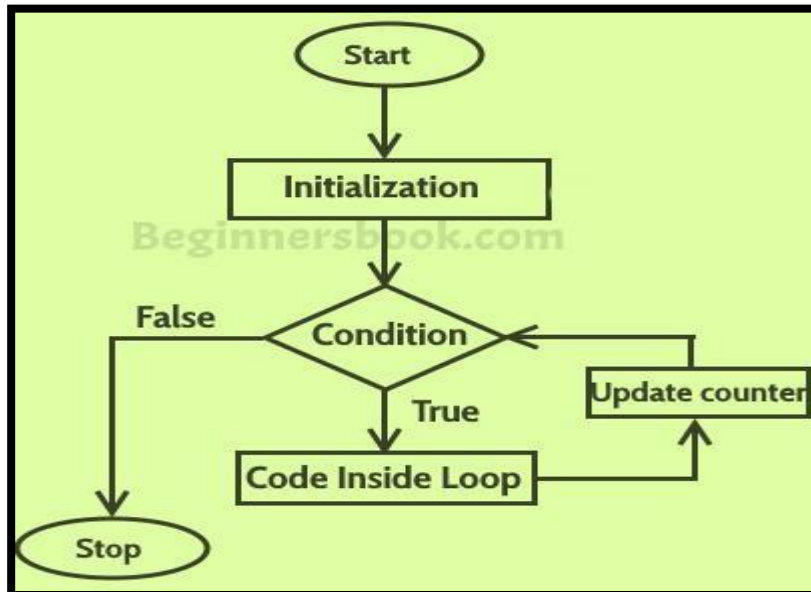 Start
Initialization
Beginnersbook.com
False
Condition
Update counter
True
Code Inside Loop
Stop